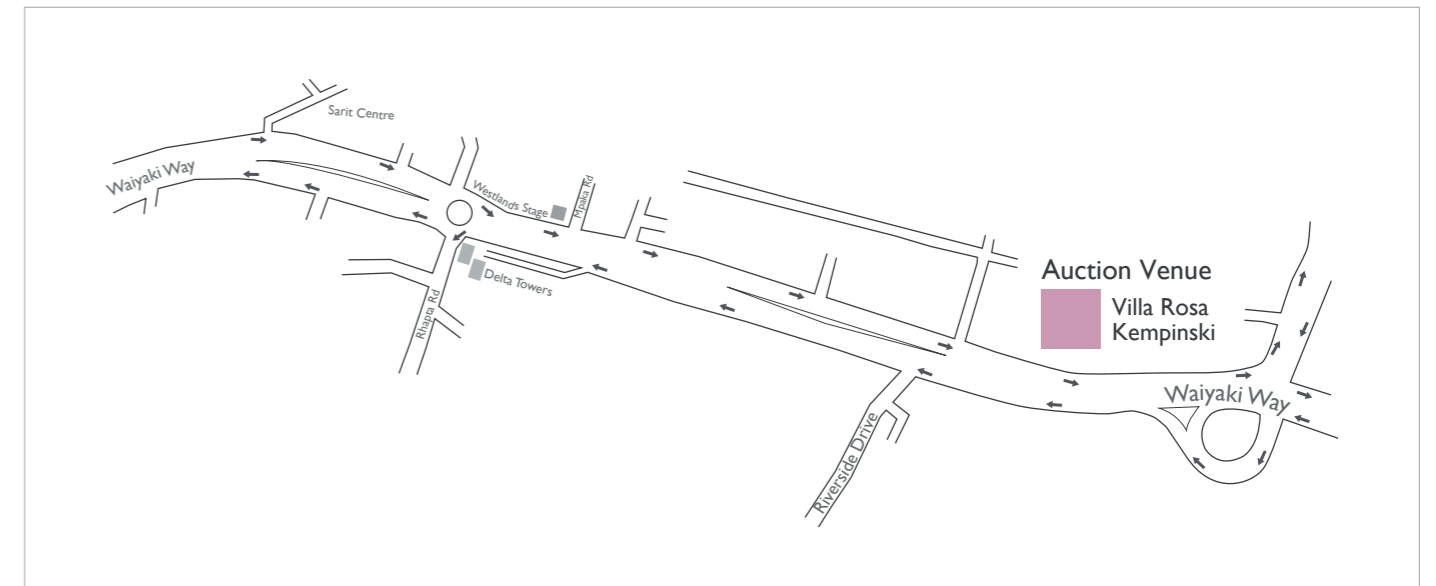 Sarit Centre
Waiyaki Way
Westlands Stage
Mpaka Rd
Delta Towers
Rhapta Rd
Auction Venue
Villa Rosa
Kempinski
Waiyaki Way
Riverside Drive